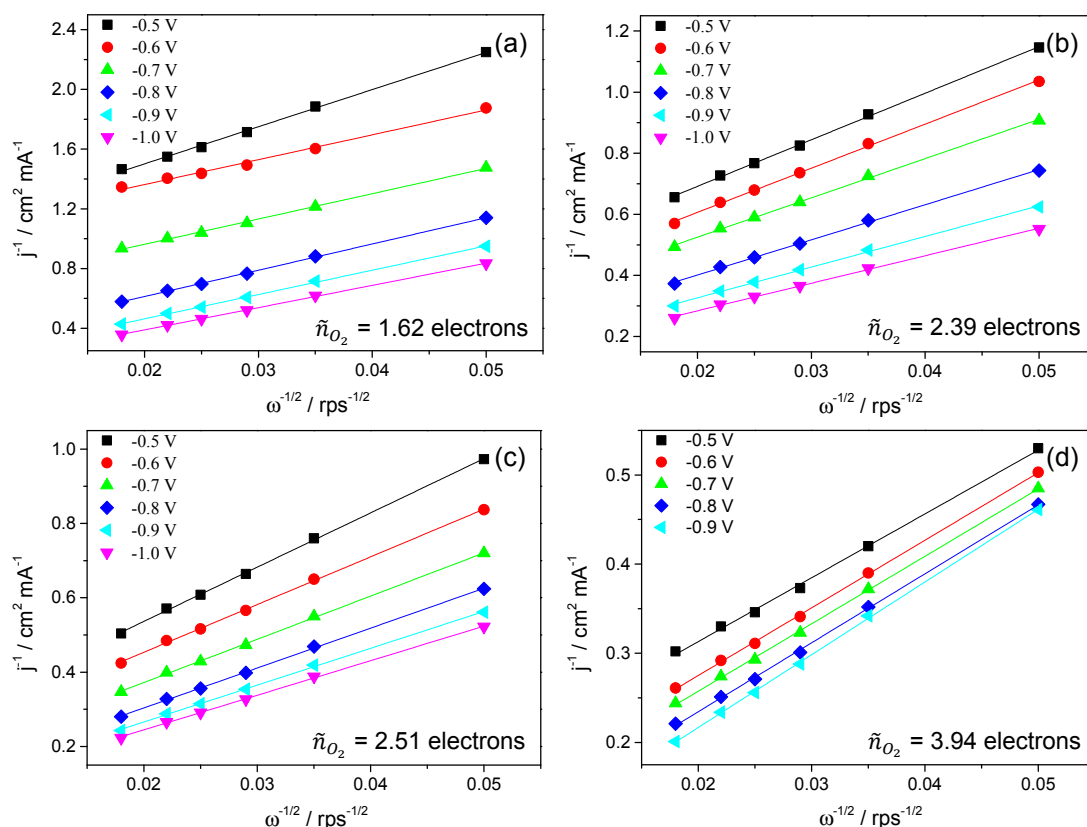 (a)
-0.5 V
-0.6 V
-0.7 V
-0.8 V
-0.9 V
-1.0 V
2.4
2.0
1.6
1.2
0.8
0.4
j⁻¹ / cm² mA⁻¹
ñ_O₂ = 1.62 electrons
0.02 0.03 0.04 0.05
ω⁻¹/² / rps⁻¹/²
(b)
-0.5 V
-0.6 V
-0.7 V
-0.8 V
-0.9 V
-1.0 V
1.2
1.0
0.8
0.6
0.4
0.2
j⁻¹ / cm² mA⁻¹
ñ_O₂ = 2.39 electrons
0.02 0.03 0.04 0.05
ω⁻¹/² / rps⁻¹/²
(c)
-0.5 V
-0.6 V
-0.7 V
-0.8 V
-0.9 V
-1.0 V
1.0
0.8
0.6
0.4
0.2
j⁻¹ / cm² mA⁻¹
ñ_O₂ = 2.51 electrons
0.02 0.03 0.04 0.05
ω⁻¹/² / rps⁻¹/²
(d)
-0.5 V
-0.6 V
-0.7 V
-0.8 V
-0.9 V
0.5
0.4
0.3
0.2
j⁻¹ / cm² mA⁻¹
ñ_O₂ = 3.94 electrons
0.02 0.03 0.04 0.05
ω⁻¹/² / rps⁻¹/²